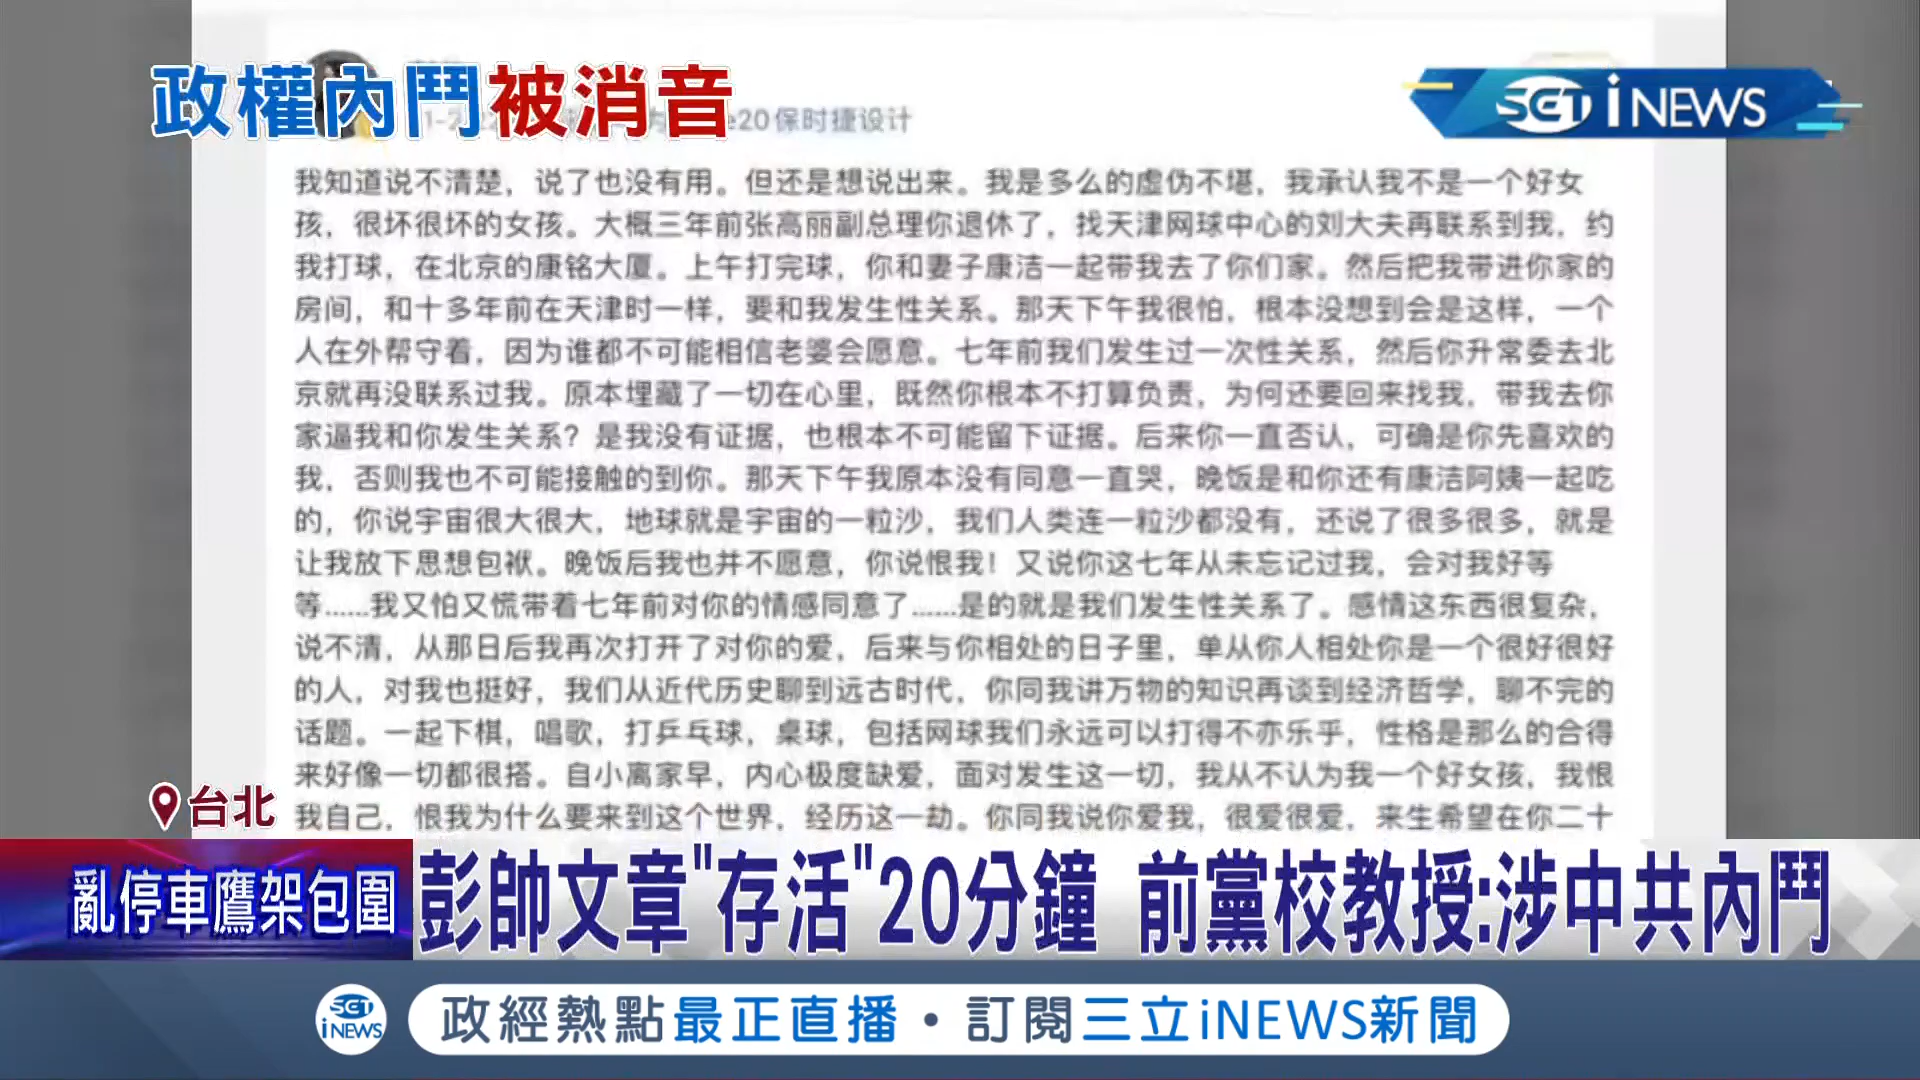 政權內鬥被消音
SET iNEWS
e20保时捷设计
我知道说不清楚，说了也没有用。但还是想说出来。我是多么的虚伪不堪，我承认我不是一个好女
孩，很坏很坏的女孩。大概三年前张高丽副总理你退休了，找天津网球中心的刘大夫再联系到我，约
我打球，在北京的康铭大厦。上午打完球，你和妻子康洁一起带我去了你们家。然后把我带进你家的
房间，和十多年前在天津时一样，要和我发生性关系。那天下午我很怕，根本没想到会是这样，一个
人在外帮守着，因为谁都不可能相信老婆会愿意。七年前我们发生过一次性关系，然后你升常委去北
京就再没联系过我。原本埋藏了一切在心里，既然你根本不打算负责，为何还要回来找我，带我去你
家逼我和你发生关系？是我没有证据，也根本不可能留下证据。后来你一直否认，可确是你先喜欢的
我，否则我也不可能接触的到你。那天下午我原本没有同意一直哭，晚饭是和你还有康洁阿姨一起吃
的，你说宇宙很大很大，地球就是宇宙的一粒沙，我们人类连一粒沙都没有，还说了很多很多，就是
让我放下思想包袱。晚饭后我也并不愿意，你说恨我！又说你这七年从未忘记过我，会对我好等
等……我又怕又慌带着七年前对你的情感同意了……是的就是我们发生性关系了。感情这东西很复杂，
说不清，从那日后我再次打开了对你的爱，后来与你相处的日子里，单从你人相处你是一个很好很好
的人，对我也挺好，我们从近代历史聊到远古时代，你同我讲万物的知识再谈到经济哲学，聊不完的
话题。一起下棋，唱歌，打乒乓球，桌球，包括网球我们永远可以打得不亦乐乎，性格是那么的合得
来好像一切都很搭。自小离家早，内心极度缺爱，面对发生这一切，我从不认为我一个好女孩，我恨
我自己，恨我为什么要来到这个世界，经历这一劫。你同我说你爱我，很爱很爱，来生希望在你二十
台北
亂停車鷹架包圍
彭帥文章"存活"20分鐘 前黨校教授:涉中共內鬥
SET iNEWS
政經熱點最正直播・訂閱三立iNEWS新聞